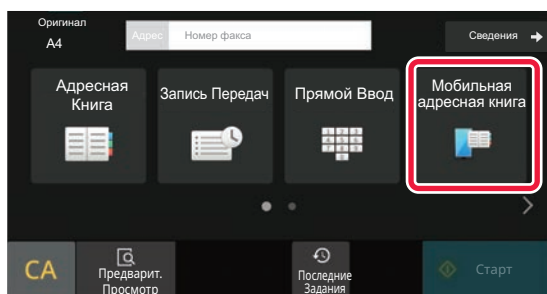 Оригинал
A4
Адрес
Номер факса
Сведения
Адресная
Книга
Запись Передач
Прямой Ввод
Мобильная
адресная книга
CA
Предварит.
Просмотр
Последние
Задания
Старт